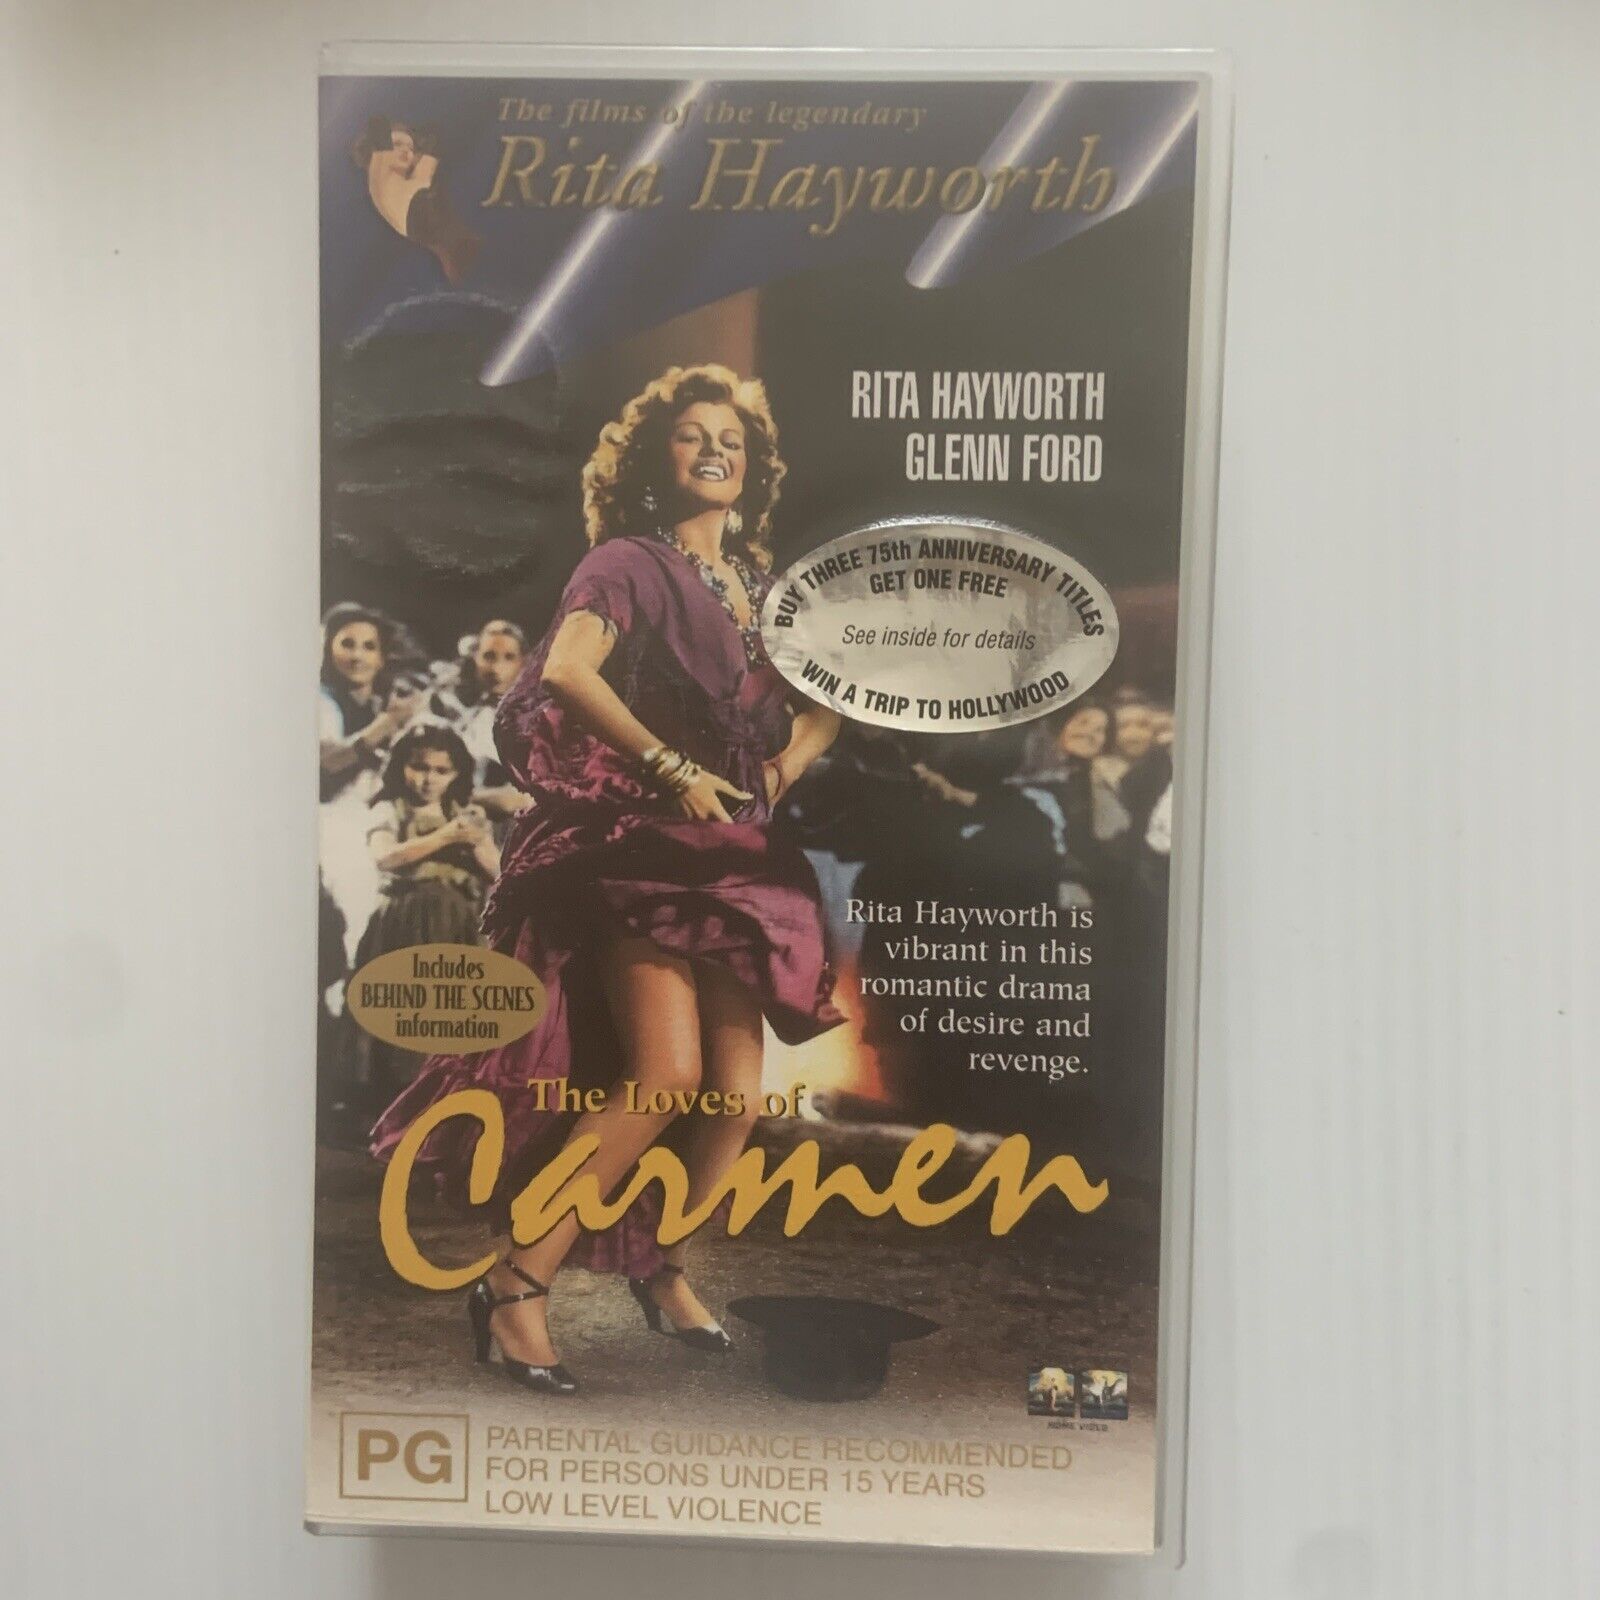 The films of the legendary
Rita Hayworth
RITA HAYWORTH
GLENN FORD
BUY THREE 75th ANNIVERSARY TITLES
GET ONE FREE
See inside for details
WIN A TRIP TO HOLLYWOOD
Rita Hayworth is
vibrant in this
romantic drama
of desire and
revenge.
Includes
BEHIND THE SCENES
information
The Loves of
Carmen
HOME VIDEO
PG
PARENTAL GUIDANCE RECOMMENDED
FOR PERSONS UNDER 15 YEARS
LOW LEVEL VIOLENCE